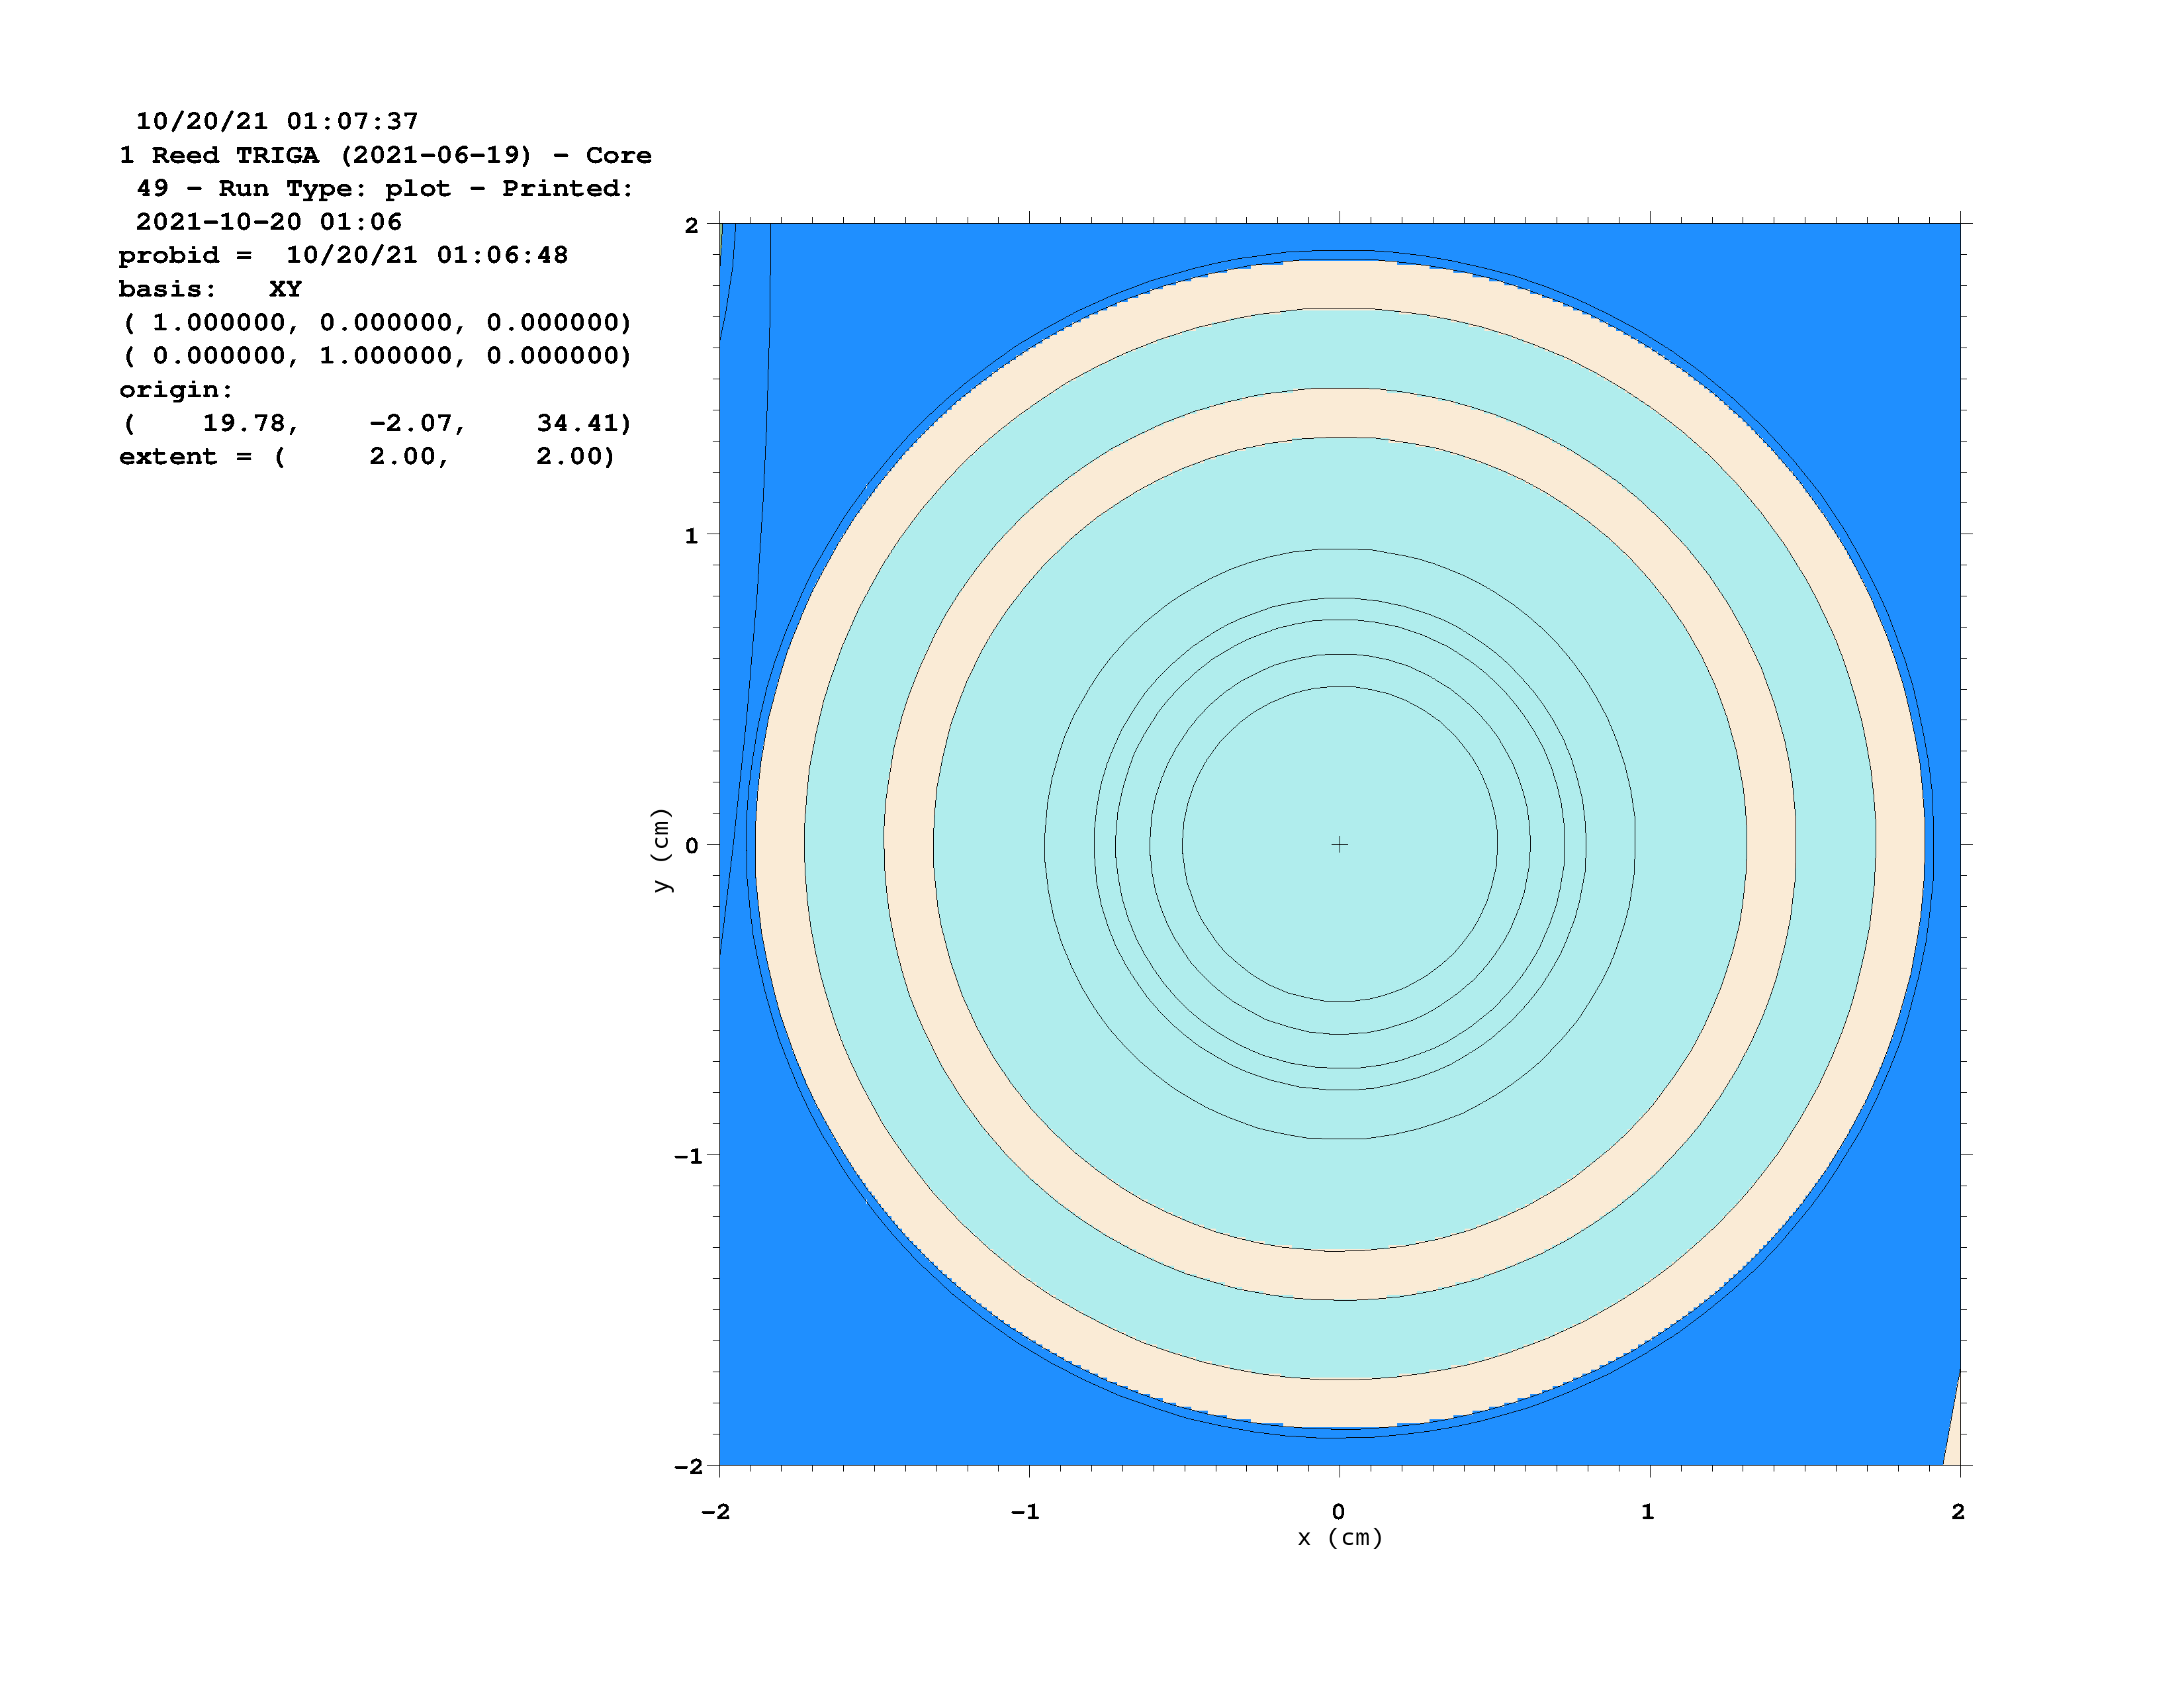 10/20/21 01:07:37
1 Reed TRIGA (2021-06-19) - Core
49 - Run Type: plot - Printed:
2021-10-20 01:06
probid = 10/20/21 01:06:48
basis: XY
( 1.000000, 0.000000, 0.000000)
( 0.000000, 1.000000, 0.000000)
origin:
( 19.78, -2.07, 34.41)
extent = ( 2.00, 2.00)
2
1
0
-1
-2
y (cm)
-2 -1 0 1 2
x (cm)